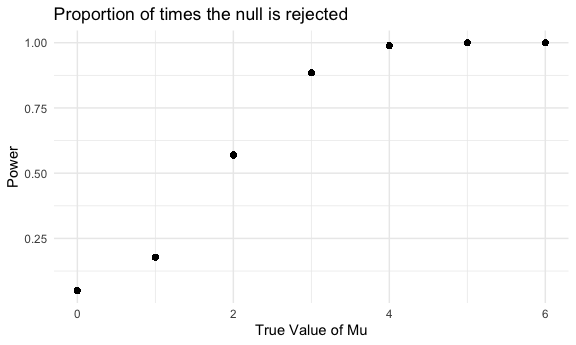 Proportion of times the null is rejected
1.00
0.75
0.50
0.25
Power
0 2 4 6
True Value of Mu